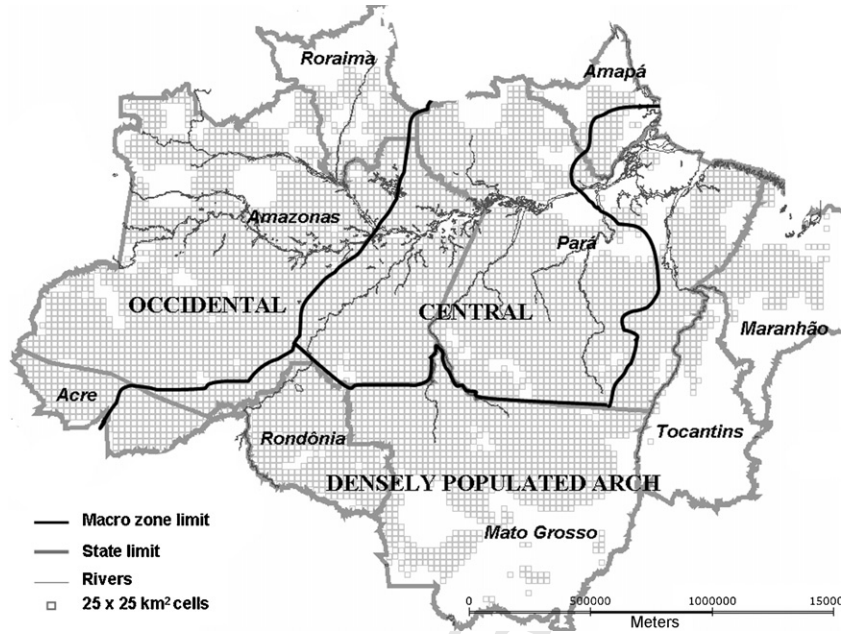 Roraima
Amapá
Amazonas
Pará
OCCIDENTAL
CENTRAL
Maranhão
Acre
Rondônia
Tocantins
DENSELY POPULATED ARCH
Mato Grosso
Macro zone limit
State limit
Rivers
25 x 25 km² cells
0 500000 1000000 15000
Meters